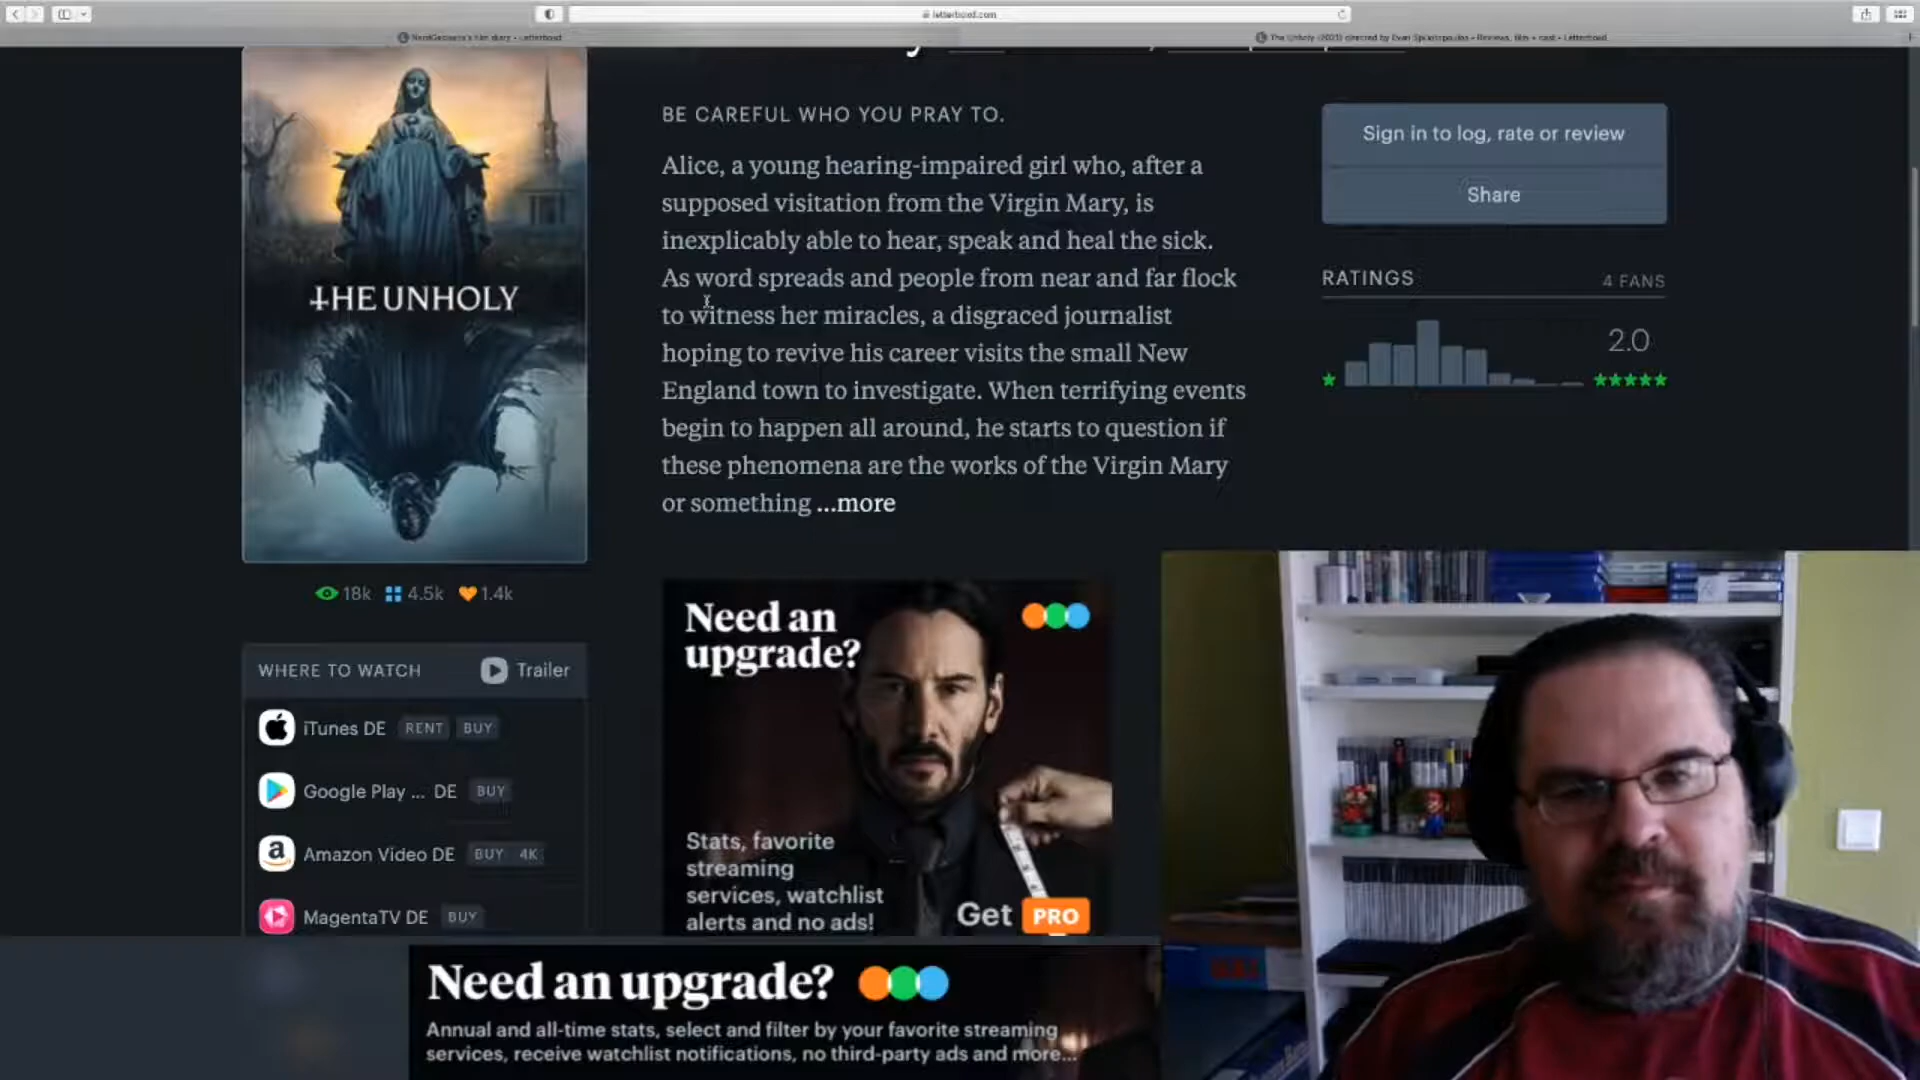 letterboxd.com
BE CAREFUL WHO YOU PRAY TO.
Alice, a young hearing-impaired girl who, after a
supposed visitation from the Virgin Mary, is
inexplicably able to hear, speak and heal the sick.
As word spreads and people from near and far flock
to witness her miracles, a disgraced journalist
hoping to revive his career visits the small New
England town to investigate. When terrifying events
begin to happen all around, he starts to question if
these phenomena are the works of the Virgin Mary
or something ...more
THE UNHOLY
Sign in to log, rate or review
Share
RATINGS
4 FANS
2.0
18k 4.5k 1.4k
WHERE TO WATCH
Trailer
iTunes DE RENT BUY
Google Play ... DE BUY
Amazon Video DE BUY 4K
MagentaTV DE BUY
Need an
upgrade?
Stats, favorite
streaming
services, watchlist
alerts and no ads!
Get PRO
Need an upgrade?
Annual and all-time stats, select and filter by your favorite streaming
services, receive watchlist notifications, no third-party ads and more...